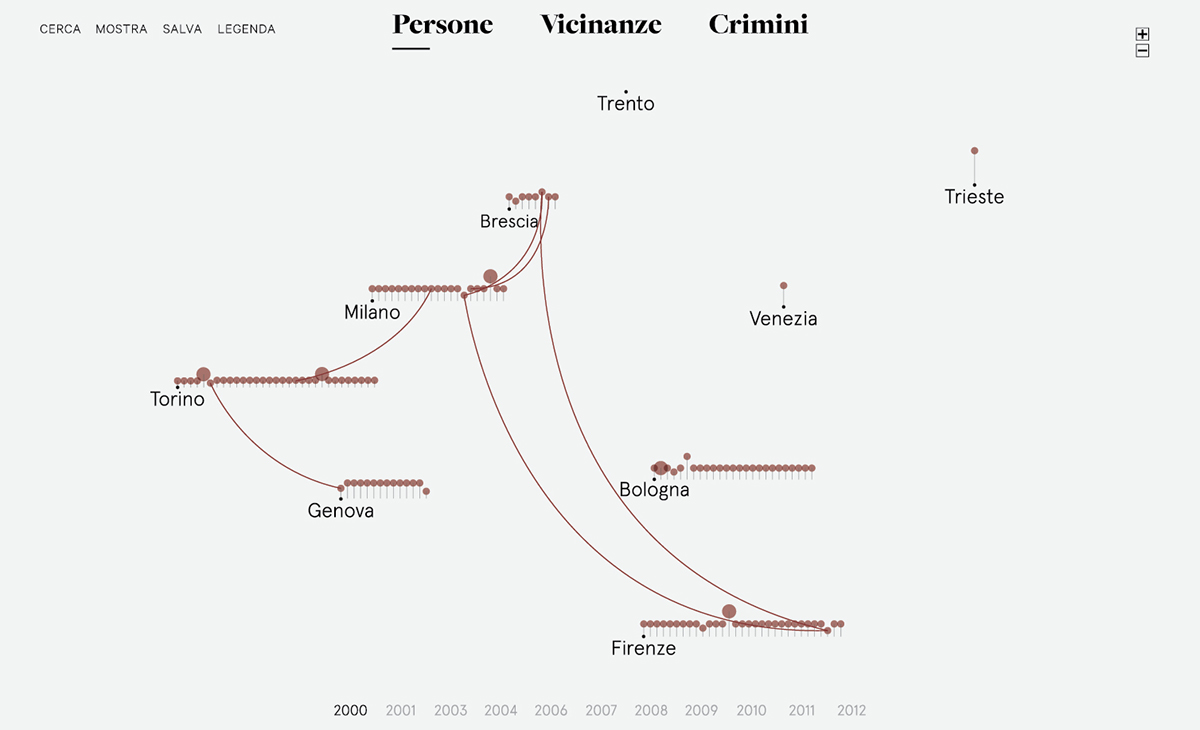 CERCA MOSTRA SALVA LEGENDA
Persone Vicinanze Crimini
Trento
Trieste
Brescia
Milano
Venezia
Torino
Bologna
Genova
Firenze
2000 2001 2003 2004 2006 2007 2008 2009 2010 2011 2012